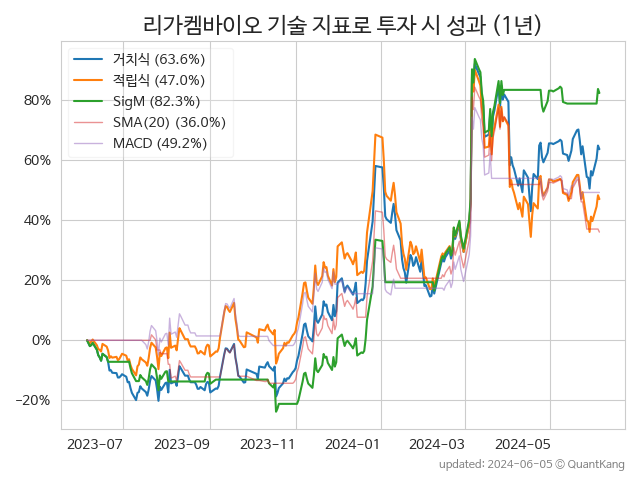 리가켐바이오 기술 지표로 투자 시 성과 (1년)
거치식 (63.6%)
적립식 (47.0%)
SigM (82.3%)
SMA(20) (36.0%)
MACD (49.2%)
80%
60%
40%
20%
0%
−20%
2023-07
2023-09
2023-11
2024-01
2024-03
2024-05
updated: 2024-06-05 ⓒ QuantKang